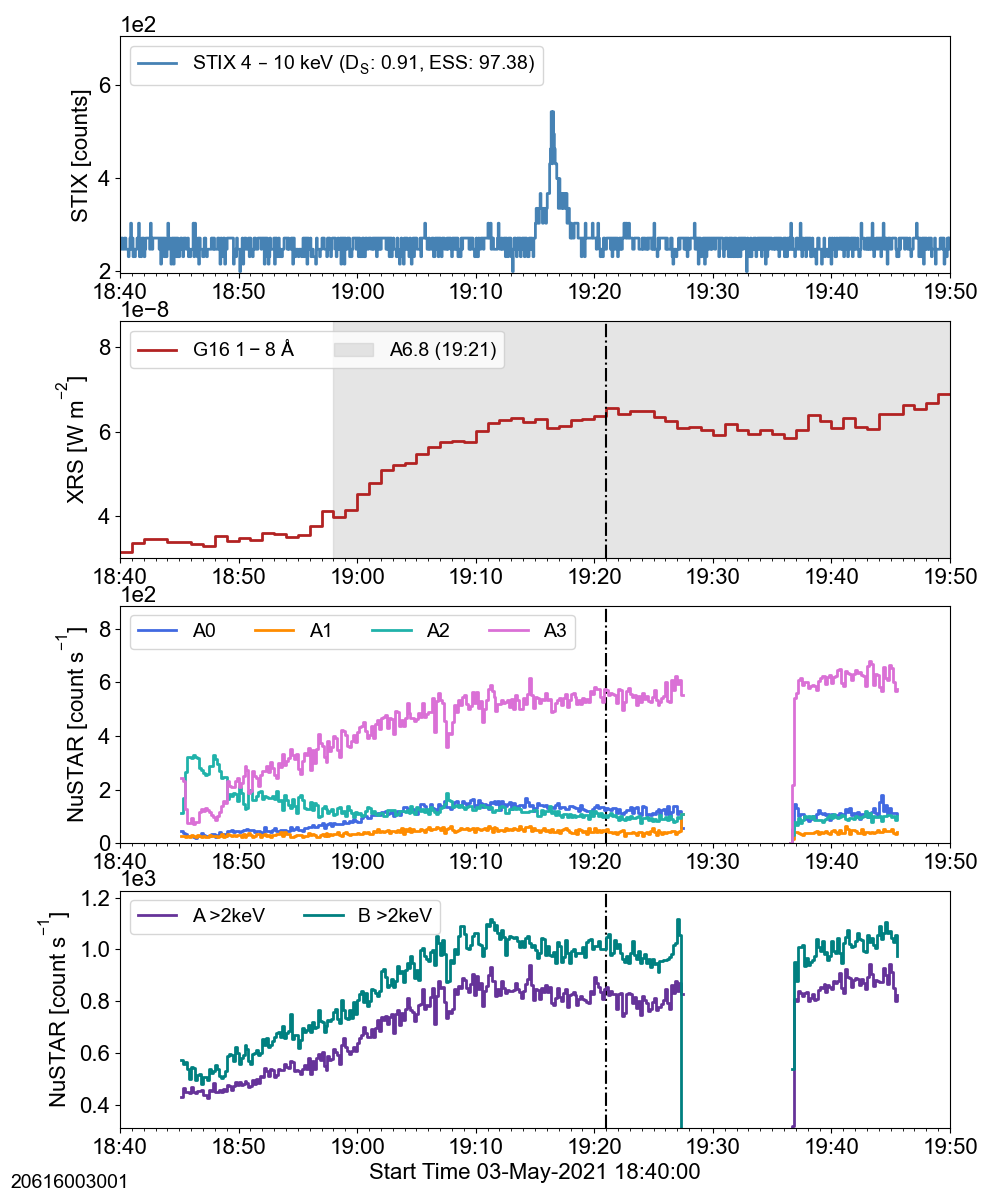 1e2
STIX 4 – 10 keV (D_S: 0.91, ESS: 97.38)
STIX [counts]
6
4
2
18:40 18:50 19:00 19:10 19:20 19:30 19:40 19:50
1e−8
G16 1 – 8 Å A6.8 (19:21)
XRS [W m⁻²]
8
6
4
18:40 18:50 19:00 19:10 19:20 19:30 19:40 19:50
1e2
A0 A1 A2 A3
NuSTAR [count s⁻¹]
8
6
4
2
0
18:40 18:50 19:00 19:10 19:20 19:30 19:40 19:50
1e3
A >2keV B >2keV
NuSTAR [count s⁻¹]
1.2
1.0
0.8
0.6
0.4
18:40 18:50 19:00 19:10 19:20 19:30 19:40 19:50
Start Time 03-May-2021 18:40:00
20616003001